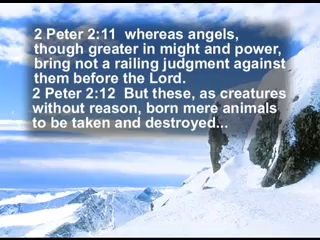 2 Peter 2:11  whereas angels,
though greater in might and power,
bring not a railing judgment against
them before the Lord.
2 Peter 2:12  But these, as creatures
without reason, born mere animals
to be taken and destroyed...